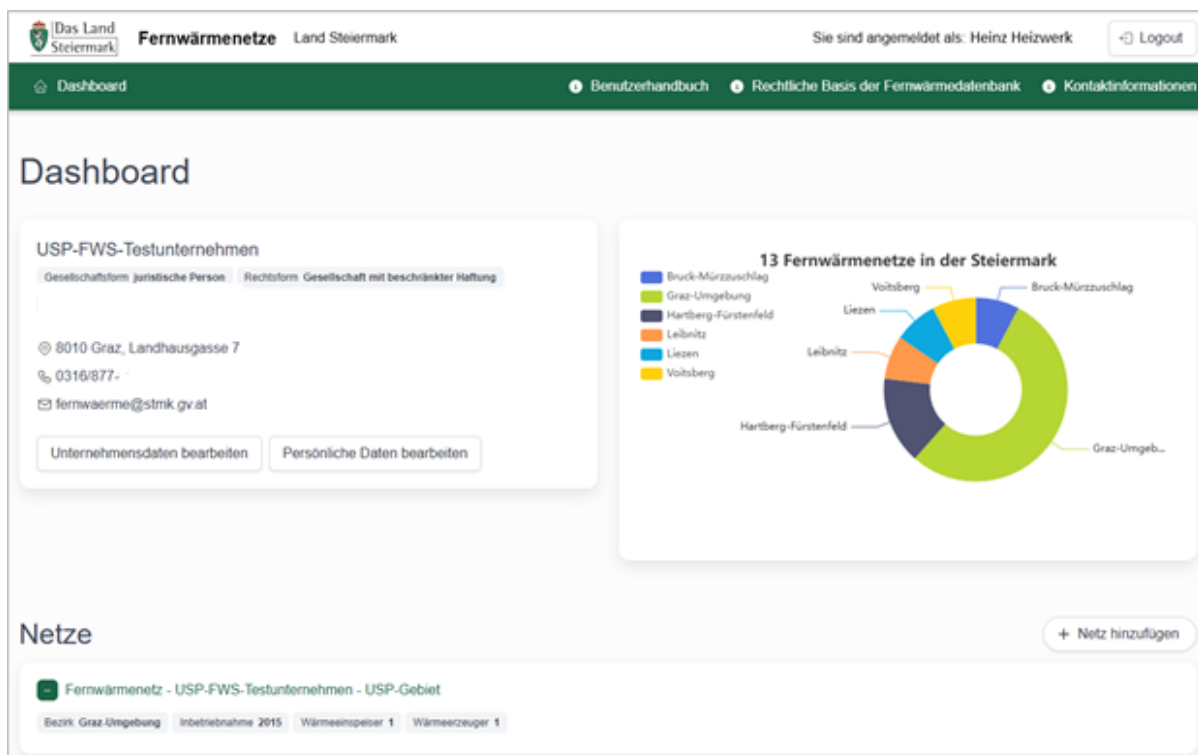 Das Land
Steiermark
Fernwärmenetze Land Steiermark
Sie sind angemeldet als: Heinz Heizwerk
Logout
Dashboard
Benutzerhandbuch
Rechtliche Basis der Fernwärmedatenbank
Kontaktinformationen
Dashboard
USP-FWS-Testunternehmen
Gesellschaftsform juristische Person Rechtsform Gesellschaft mit beschränkter Haftung
8010 Graz, Landhausgasse 7
0316/877-
fernwaerme@stmk.gv.at
Unternehmensdaten bearbeiten
Persönliche Daten bearbeiten
13 Fernwärmenetze in der Steiermark
Bruck-Mürzzuschlag
Graz-Umgebung
Hartberg-Fürstenfeld
Leibnitz
Liezen
Voitsberg
Voitsberg
Bruck-Mürzzuschlag
Liezen
Leibnitz
Hartberg-Fürstenfeld
Graz-Umgeb...
Netze
+ Netz hinzufügen
Fernwärmenetz - USP-FWS-Testunternehmen - USP-Gebiet
Bezirk Graz-Umgebung Inbetriebnahme 2015 Wärmeeinspeiser 1 Wärmeerzeuger 1